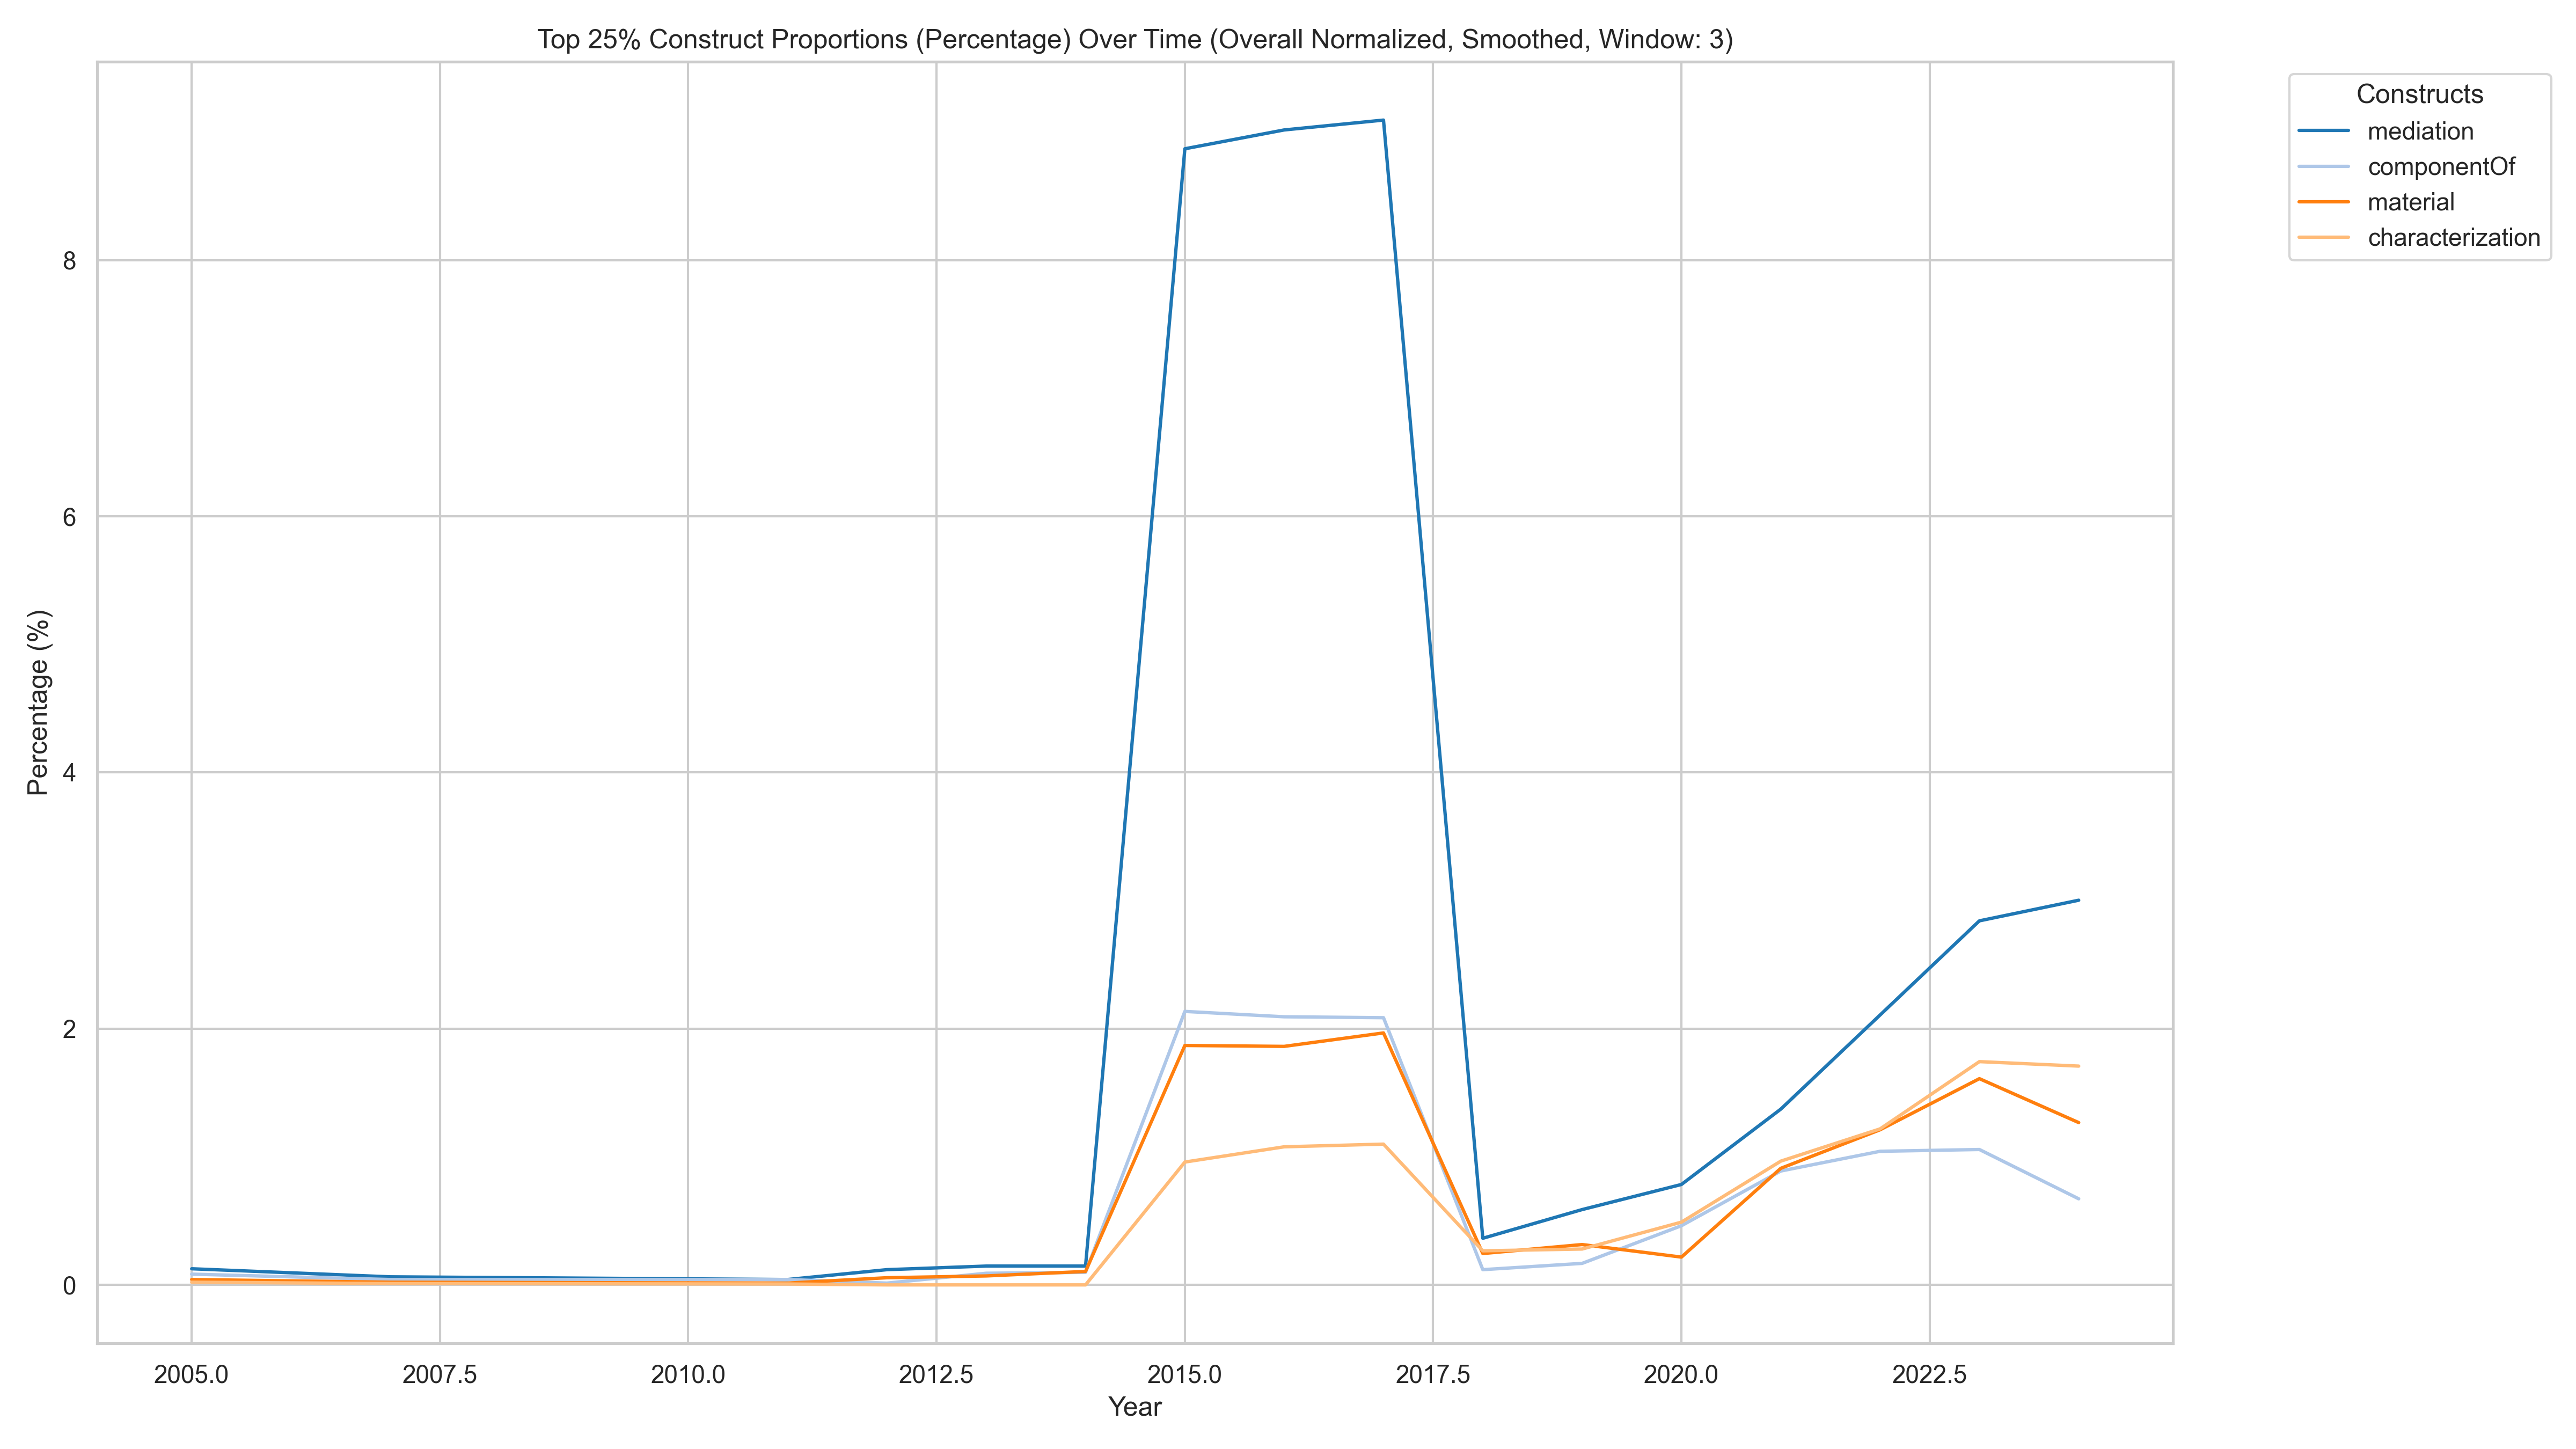 Top 25% Construct Proportions (Percentage) Over Time (Overall Normalized, Smoothed, Window: 3)
Constructs
mediation
componentOf
material
characterization
Percentage (%)
8
6
4
2
0
2005.0 2007.5 2010.0 2012.5 2015.0 2017.5 2020.0 2022.5
Year